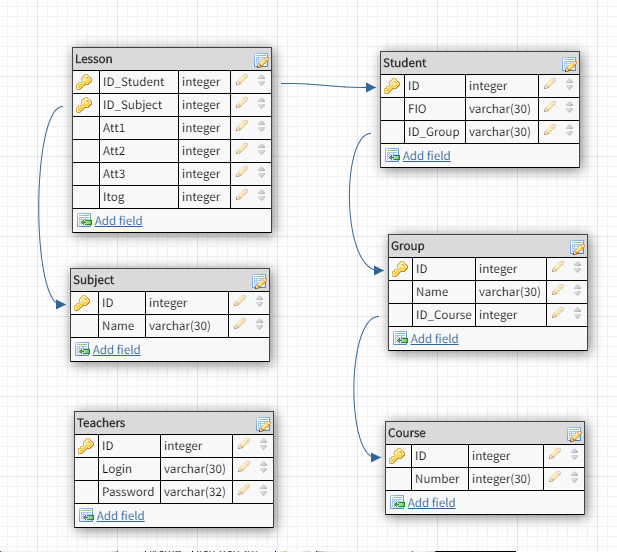 Lesson
ID_Student integer
ID_Subject integer
Att1 integer
Att2 integer
Att3 integer
Itog integer
Add field
Student
ID integer
FIO varchar(30)
ID_Group varchar(30)
Add field
Group
ID integer
Name varchar(30)
ID_Course integer
Add field
Subject
ID integer
Name varchar(30)
Add field
Teachers
ID integer
Login varchar(30)
Password varchar(32)
Add field
Course
ID integer
Number integer(30)
Add field